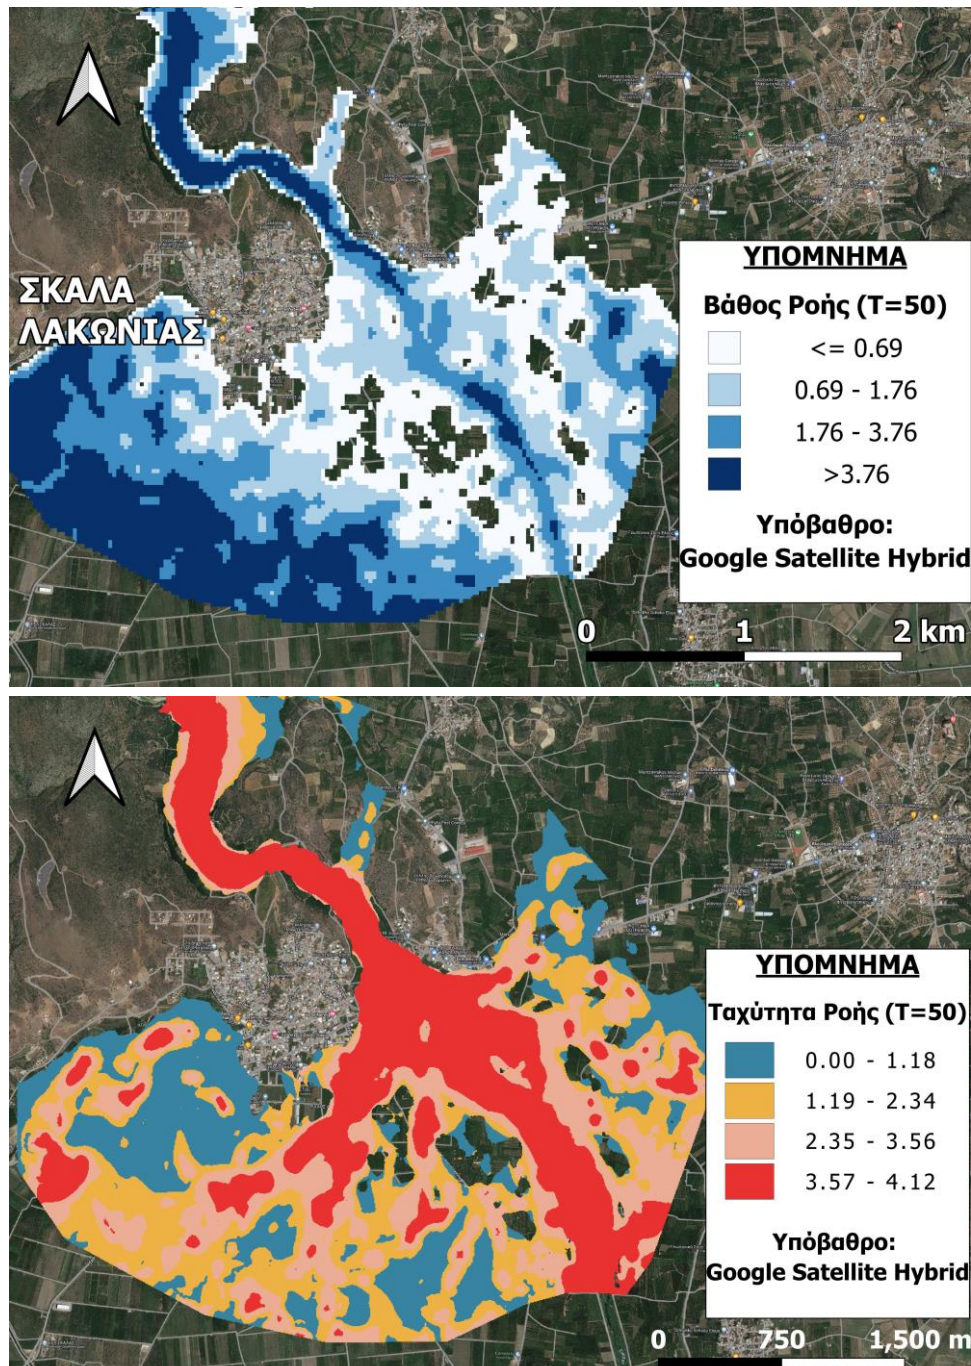 ΣΚΑΛΑ
ΛΑΚΩΝΙΑΣ
ΥΠΟΜΝΗΜΑ
Βάθος Ροής (Τ=50)
<= 0.69
0.69 - 1.76
1.76 - 3.76
>3.76
Υπόβαθρο:
Google Satellite Hybrid
0 1 2 km
ΥΠΟΜΝΗΜΑ
Ταχύτητα Ροής (Τ=50)
0.00 - 1.18
1.19 - 2.34
2.35 - 3.56
3.57 - 4.12
Υπόβαθρο:
Google Satellite Hybrid
0 750 1,500 m